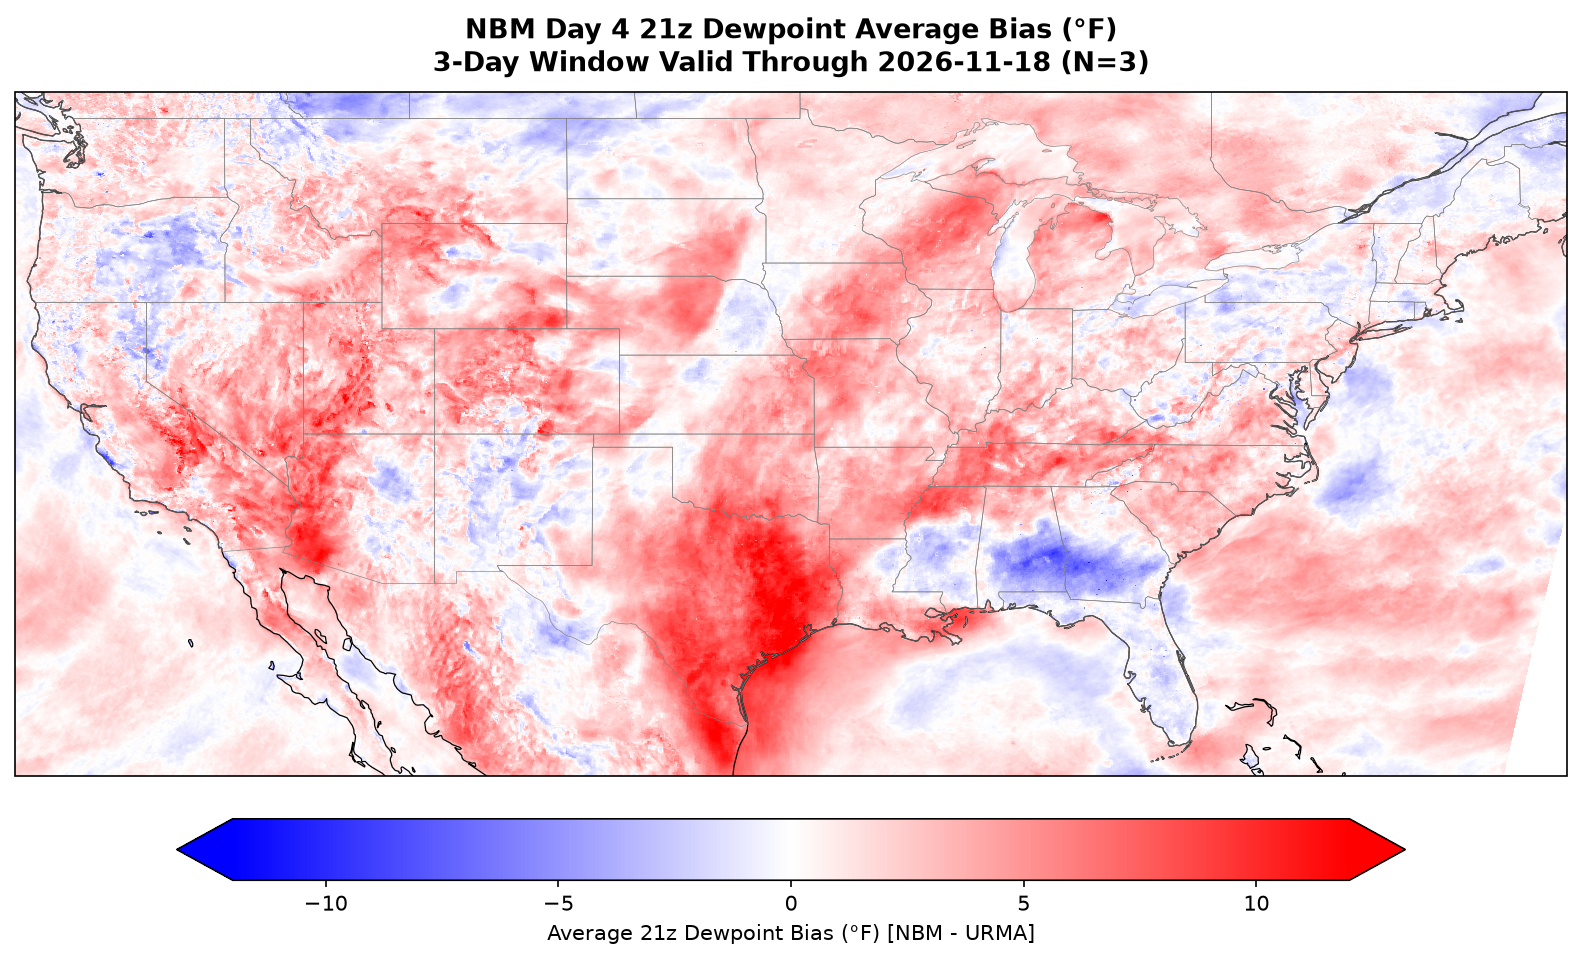 NBM Day 4 21z Dewpoint Average Bias (°F)
3-Day Window Valid Through 2026-11-18 (N=3)
−10 −5 0 5 10
Average 21z Dewpoint Bias (°F) [NBM - URMA]